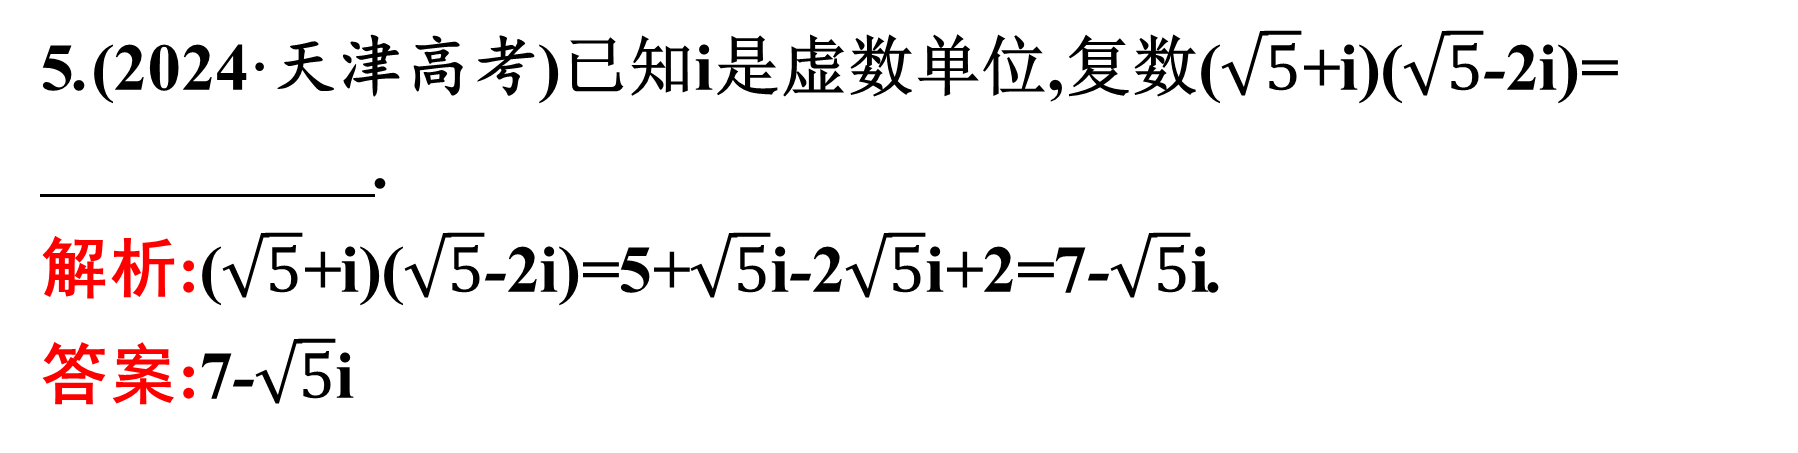 5.(2024·天津高考)已知i是虚数单位,复数(√5+i)(√5-2i)=
__________.
解析:(√5+i)(√5-2i)=5+√5i-2√5i+2=7-√5i.
答案:7-√5i